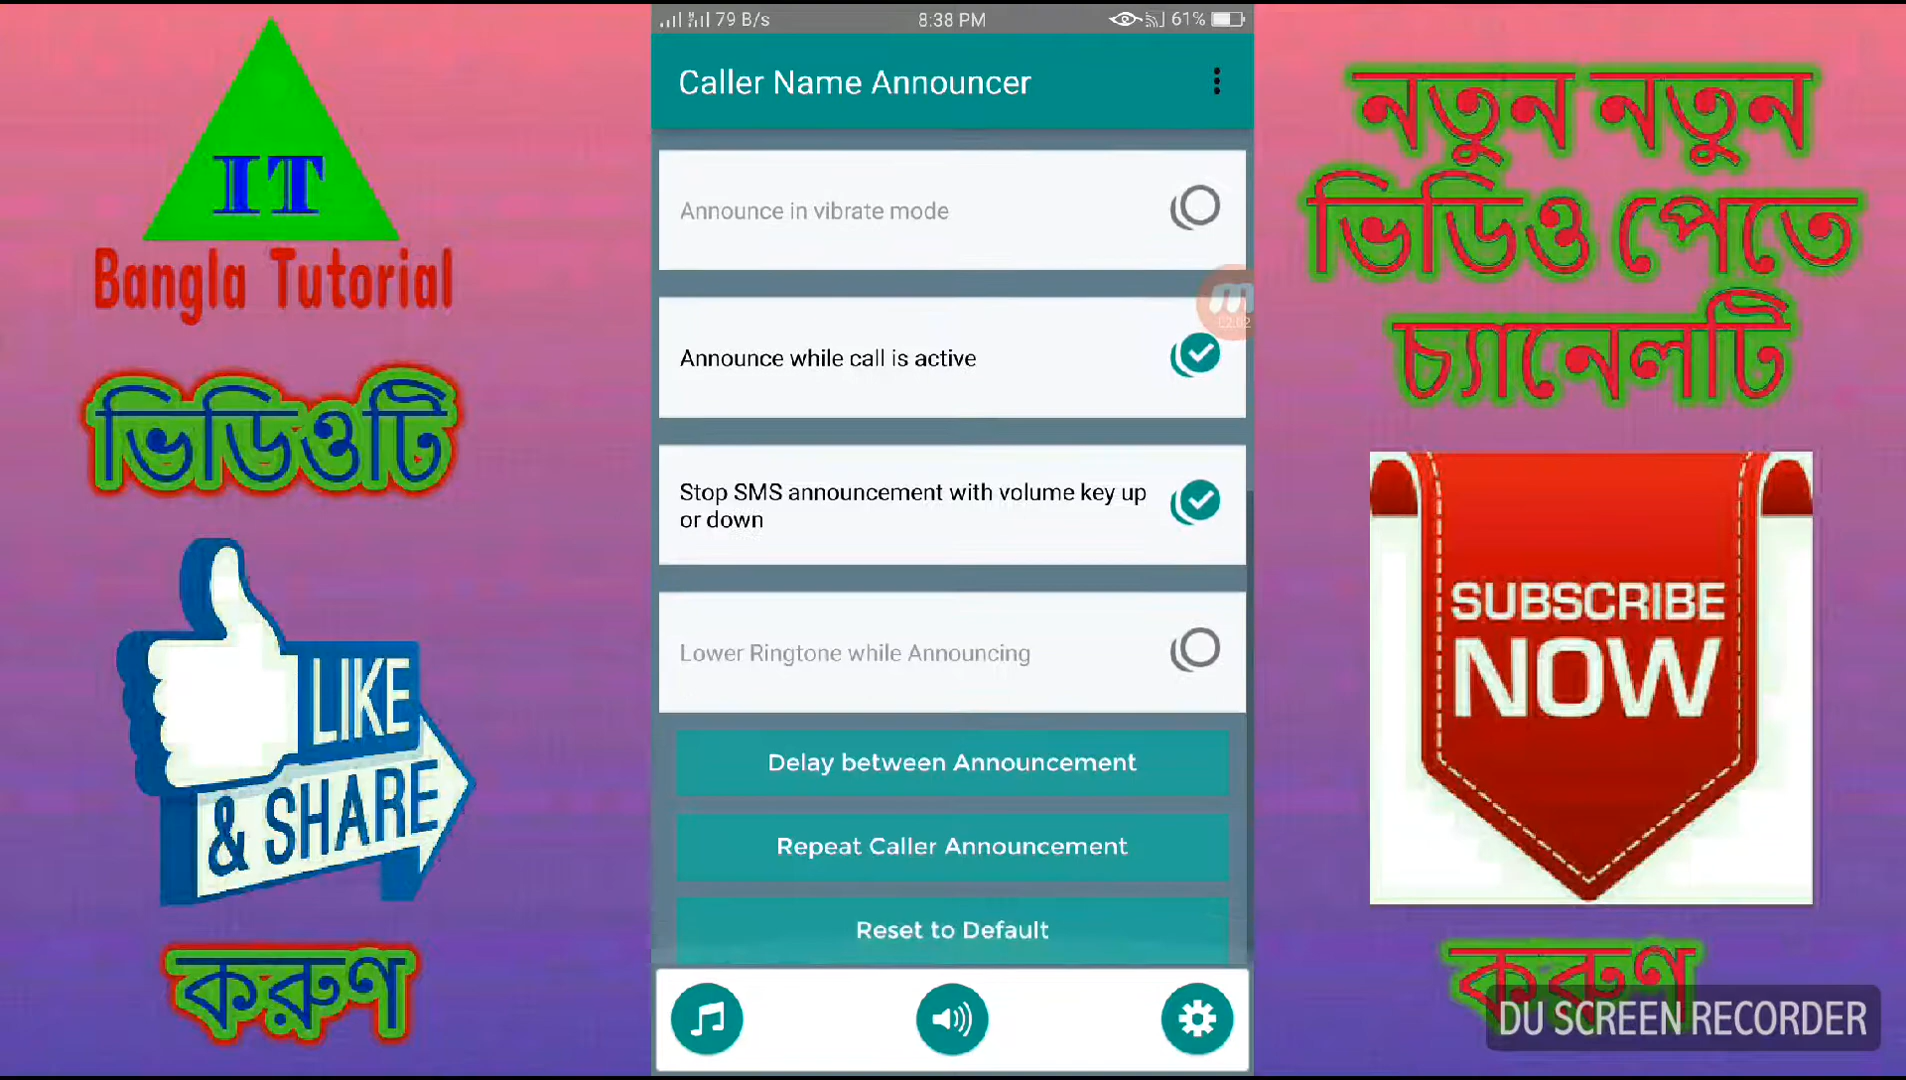 IT
Bangla Tutorial
ভিডিওটি
LIKE
& SHARE
করুণ
79 B/s
8:38 PM
61%
Caller Name Announcer
Announce in vibrate mode
Announce while call is active
Stop SMS announcement with volume key up
or down
Lower Ringtone while Announcing
Delay between Announcement
Repeat Caller Announcement
Reset to Default
নতুন নতুন
ভিডিও পেতে
চ্যানেলটি
SUBSCRIBE
NOW
করুণ
DU SCREEN RECORDER